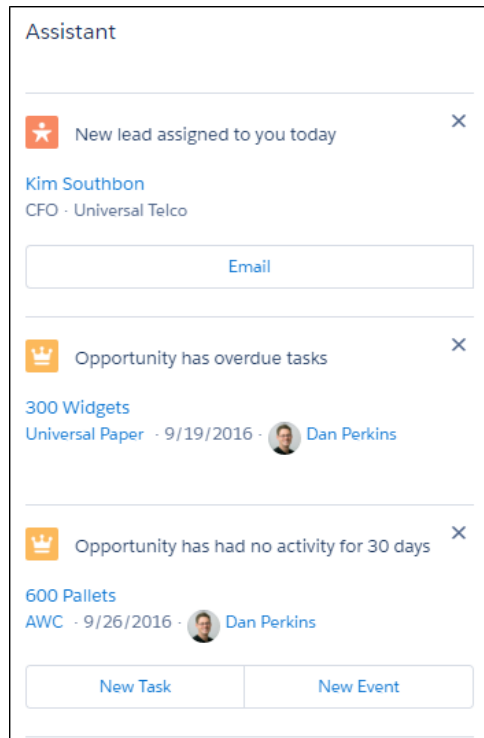 Assistant
New lead assigned to you today
Kim Southbon
CFO · Universal Telco
Email
Opportunity has overdue tasks
300 Widgets
Universal Paper · 9/19/2016 · Dan Perkins
Opportunity has had no activity for 30 days
600 Pallets
AWC · 9/26/2016 · Dan Perkins
New Task New Event